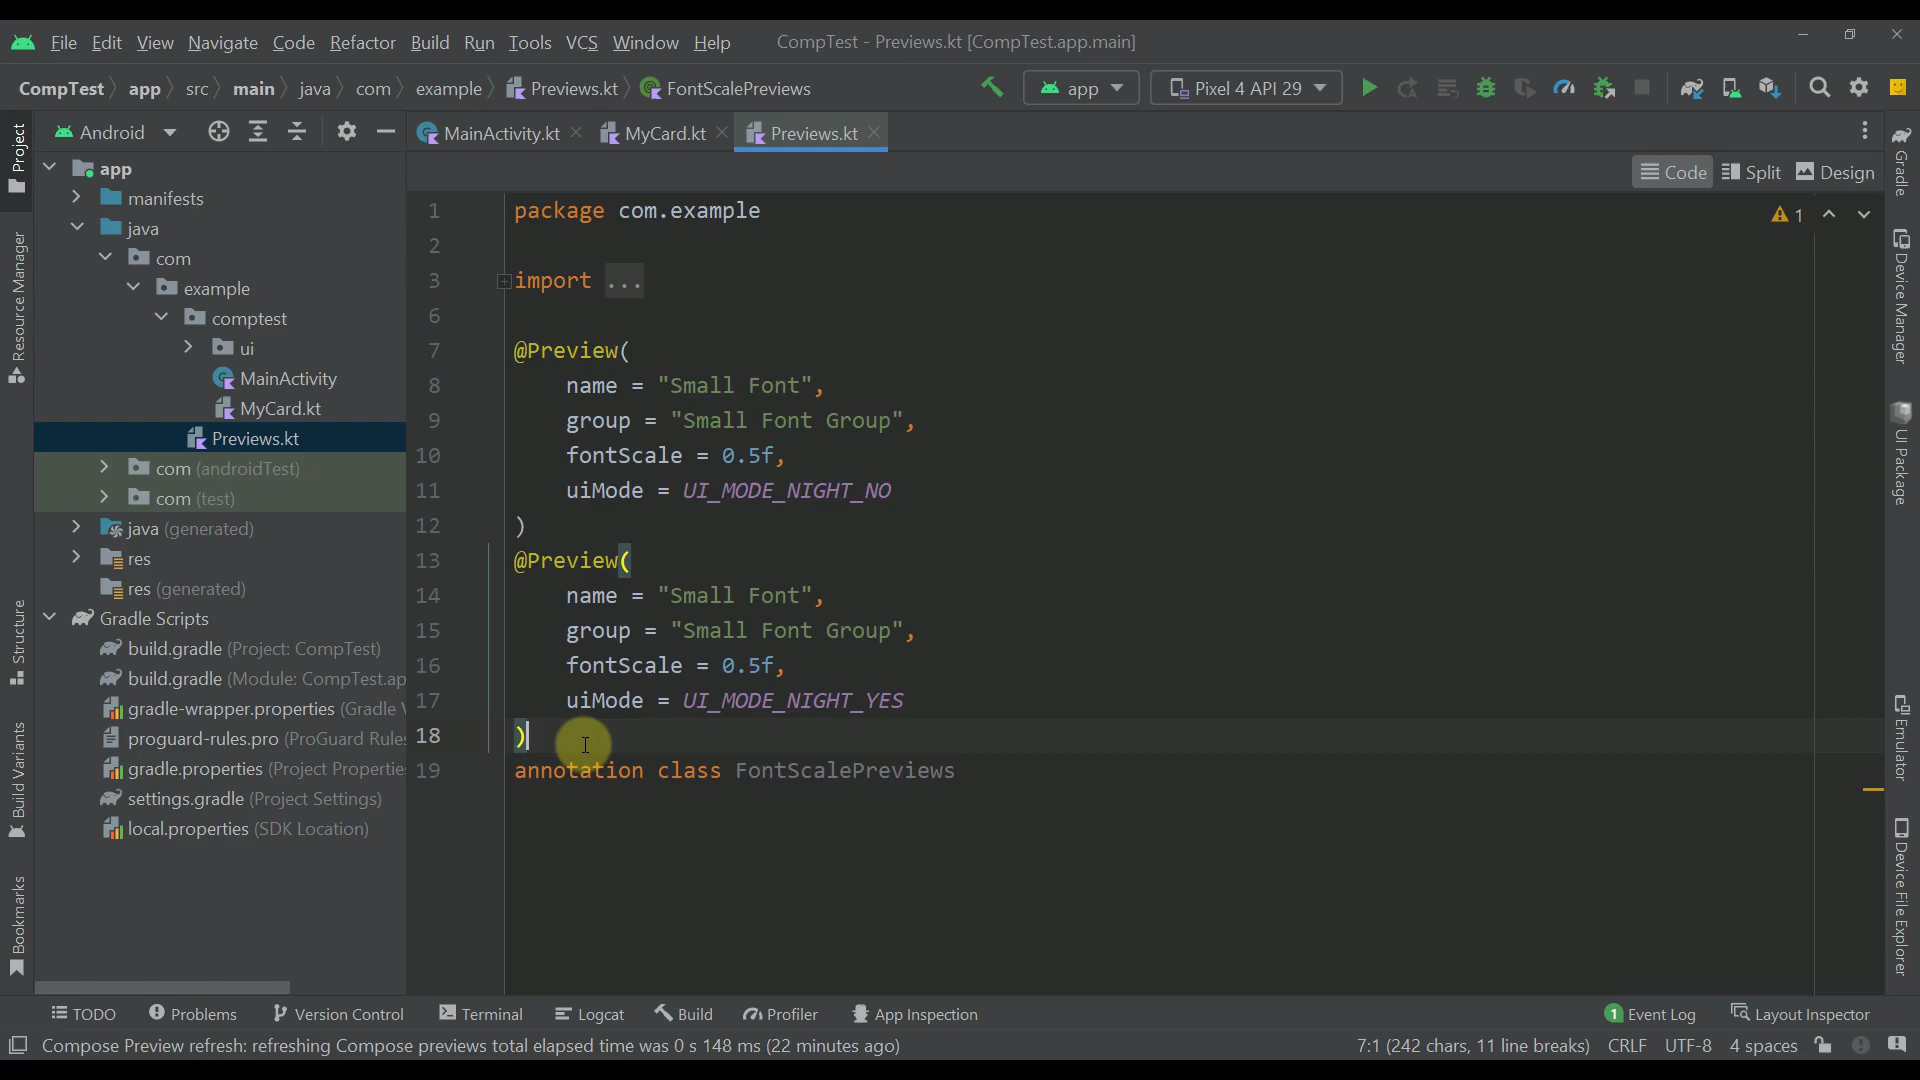 File Edit View Navigate Code Refactor Build Run Tools VCS Window Help CompTest - Previews.kt [CompTest.app.main]
CompTest app src main java com example Previews.kt FontScalePreviews app Pixel 4 API 29
Project
Android
MainActivity.kt MyCard.kt Previews.kt
Code Split Design
app
manifests
java
com
example
comptest
ui
MainActivity
MyCard.kt
Previews.kt
com (androidTest)
com (test)
java (generated)
res
res (generated)
Gradle Scripts
build.gradle (Project: CompTest)
build.gradle (Module: CompTest.ap
gradle-wrapper.properties (Gradle
proguard-rules.pro (ProGuard Rules
gradle.properties (Project Propertie
settings.gradle (Project Settings)
local.properties (SDK Location)
Resource Manager
Structure
Build Variants
Bookmarks
1 package com.example
2
3 import ...
6
7 @Preview(
8 name = "Small Font",
9 group = "Small Font Group",
10 fontScale = 0.5f,
11 uiMode = UI_MODE_NIGHT_NO
12 )
13 @Preview(
14 name = "Small Font",
15 group = "Small Font Group",
16 fontScale = 0.5f,
17 uiMode = UI_MODE_NIGHT_YES
18 )
19 annotation class FontScalePreviews
1
Gradle
Device Manager
UI Package
Emulator
Device File Explorer
TODO Problems Version Control Terminal Logcat Build Profiler App Inspection 1 Event Log Layout Inspector
Compose Preview refresh: refreshing Compose previews total elapsed time was 0 s 148 ms (22 minutes ago) 7:1 (242 chars, 11 line breaks) CRLF UTF-8 4 spaces